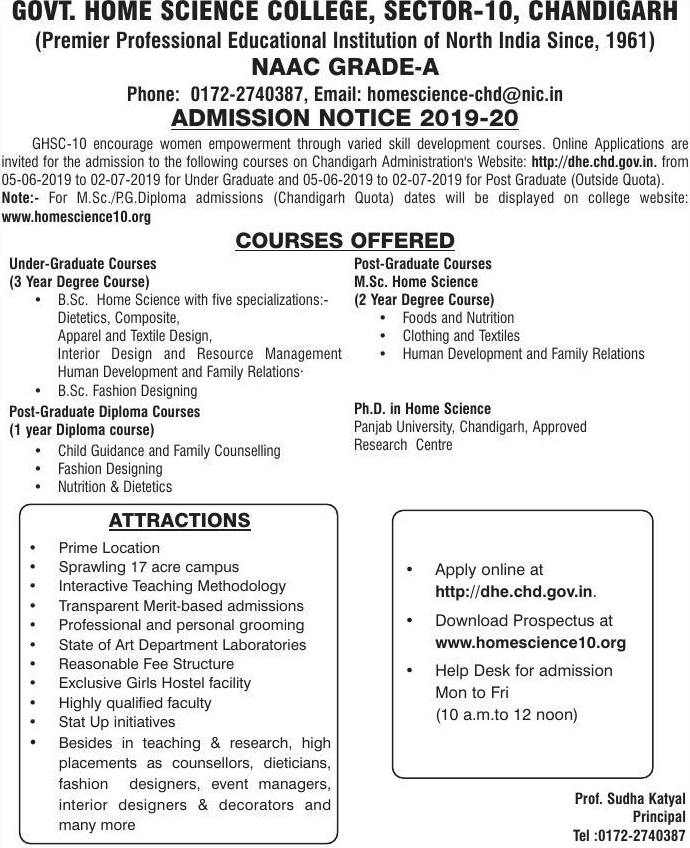 GOVT. HOME SCIENCE COLLEGE, SECTOR-10, CHANDIGARH
(Premier Professional Educational Institution of North India Since, 1961)
NAAC GRADE-A
Phone: 0172-2740387, Email: homescience-chd@nic.in
ADMISSION NOTICE 2019-20
GHSC-10 encourage women empowerment through varied skill development courses. Online Applications are
invited for the admission to the following courses on Chandigarh Administration's Website: http://dhe.chd.gov.in. from
05-06-2019 to 02-07-2019 for Under Graduate and 05-06-2019 to 02-07-2019 for Post Graduate (Outside Quota).
Note:- For M.Sc./P.G.Diploma admissions (Chandigarh Quota) dates will be displayed on college website:
www.homescience10.org
COURSES OFFERED
Under-Graduate Courses
(3 Year Degree Course)
• B.Sc. Home Science with five specializations:-
Dietetics, Composite,
Apparel and Textile Design,
Interior Design and Resource Management
Human Development and Family Relations·
• B.Sc. Fashion Designing
Post-Graduate Diploma Courses
(1 year Diploma course)
• Child Guidance and Family Counselling
• Fashion Designing
• Nutrition & Dietetics
Post-Graduate Courses
M.Sc. Home Science
(2 Year Degree Course)
• Foods and Nutrition
• Clothing and Textiles
• Human Development and Family Relations
Ph.D. in Home Science
Panjab University, Chandigarh, Approved
Research Centre
ATTRACTIONS
• Prime Location
• Sprawling 17 acre campus
• Interactive Teaching Methodology
• Transparent Merit-based admissions
• Professional and personal grooming
• State of Art Department Laboratories
• Reasonable Fee Structure
• Exclusive Girls Hostel facility
• Highly qualified faculty
• Stat Up initiatives
• Besides in teaching & research, high
placements as counsellors, dieticians,
fashion designers, event managers,
interior designers & decorators and
many more
• Apply online at
http://dhe.chd.gov.in.
• Download Prospectus at
www.homescience10.org
• Help Desk for admission
Mon to Fri
(10 a.m.to 12 noon)
Prof. Sudha Katyal
Principal
Tel :0172-2740387